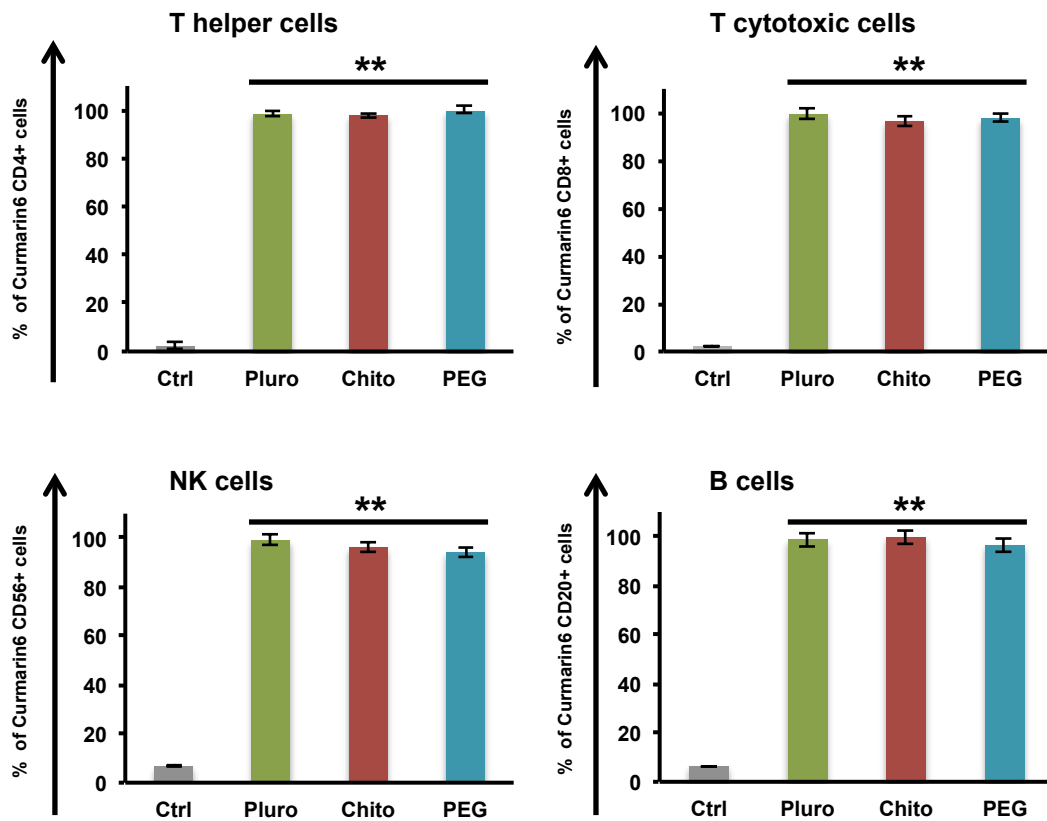 T helper cells
**
% of Curmarin6 CD4+ cells
100
80
60
40
20
0
Ctrl Pluro Chito PEG
T cytotoxic cells
**
% of Curmarin6 CD8+ cells
100
80
60
40
20
0
Ctrl Pluro Chito PEG
NK cells
**
% of Curmarin6 CD56+ cells
100
80
60
40
20
0
Ctrl Pluro Chito PEG
B cells
**
% of Curmarin6 CD20+ cells
100
80
60
40
20
0
Ctrl Pluro Chito PEG